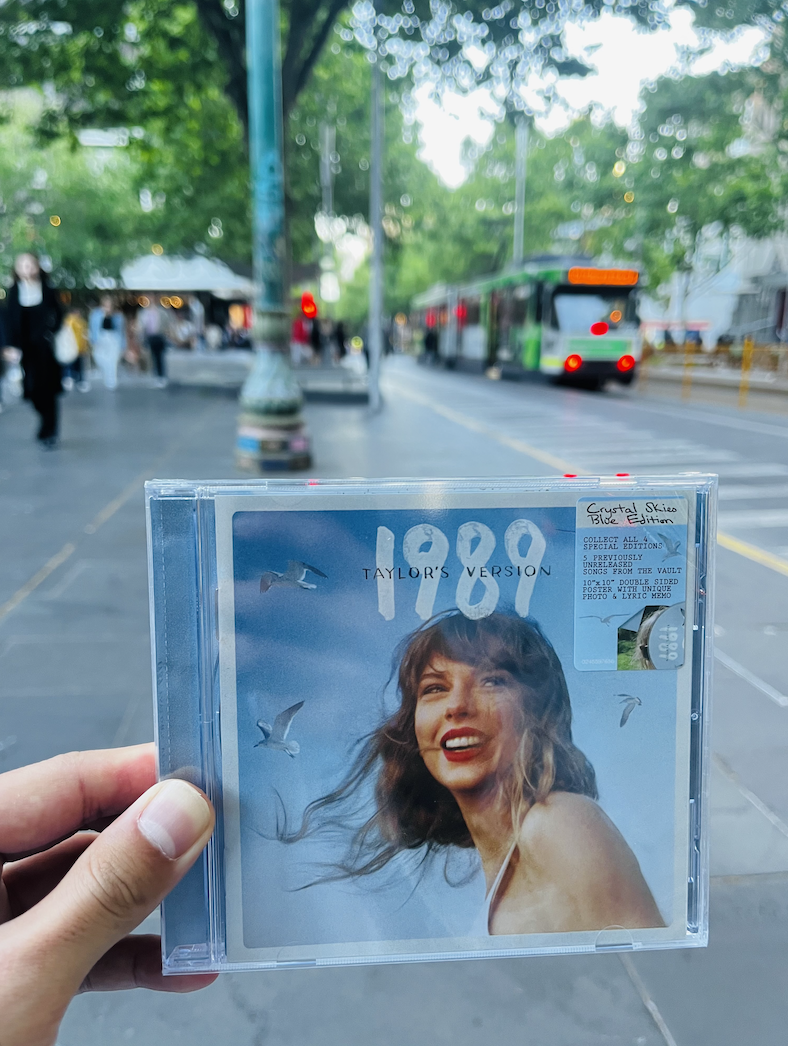 1989
TAYLOR'S VERSION
Crystal Skies
Blue Edition
COLLECT ALL 4
SPECIAL EDITIONS
5 PREVIOUSLY
UNRELEASED
SONGS FROM THE VAULT
10"x10" DOUBLE SIDED
POSTER WITH UNIQUE
PHOTO & LYRIC MEMO